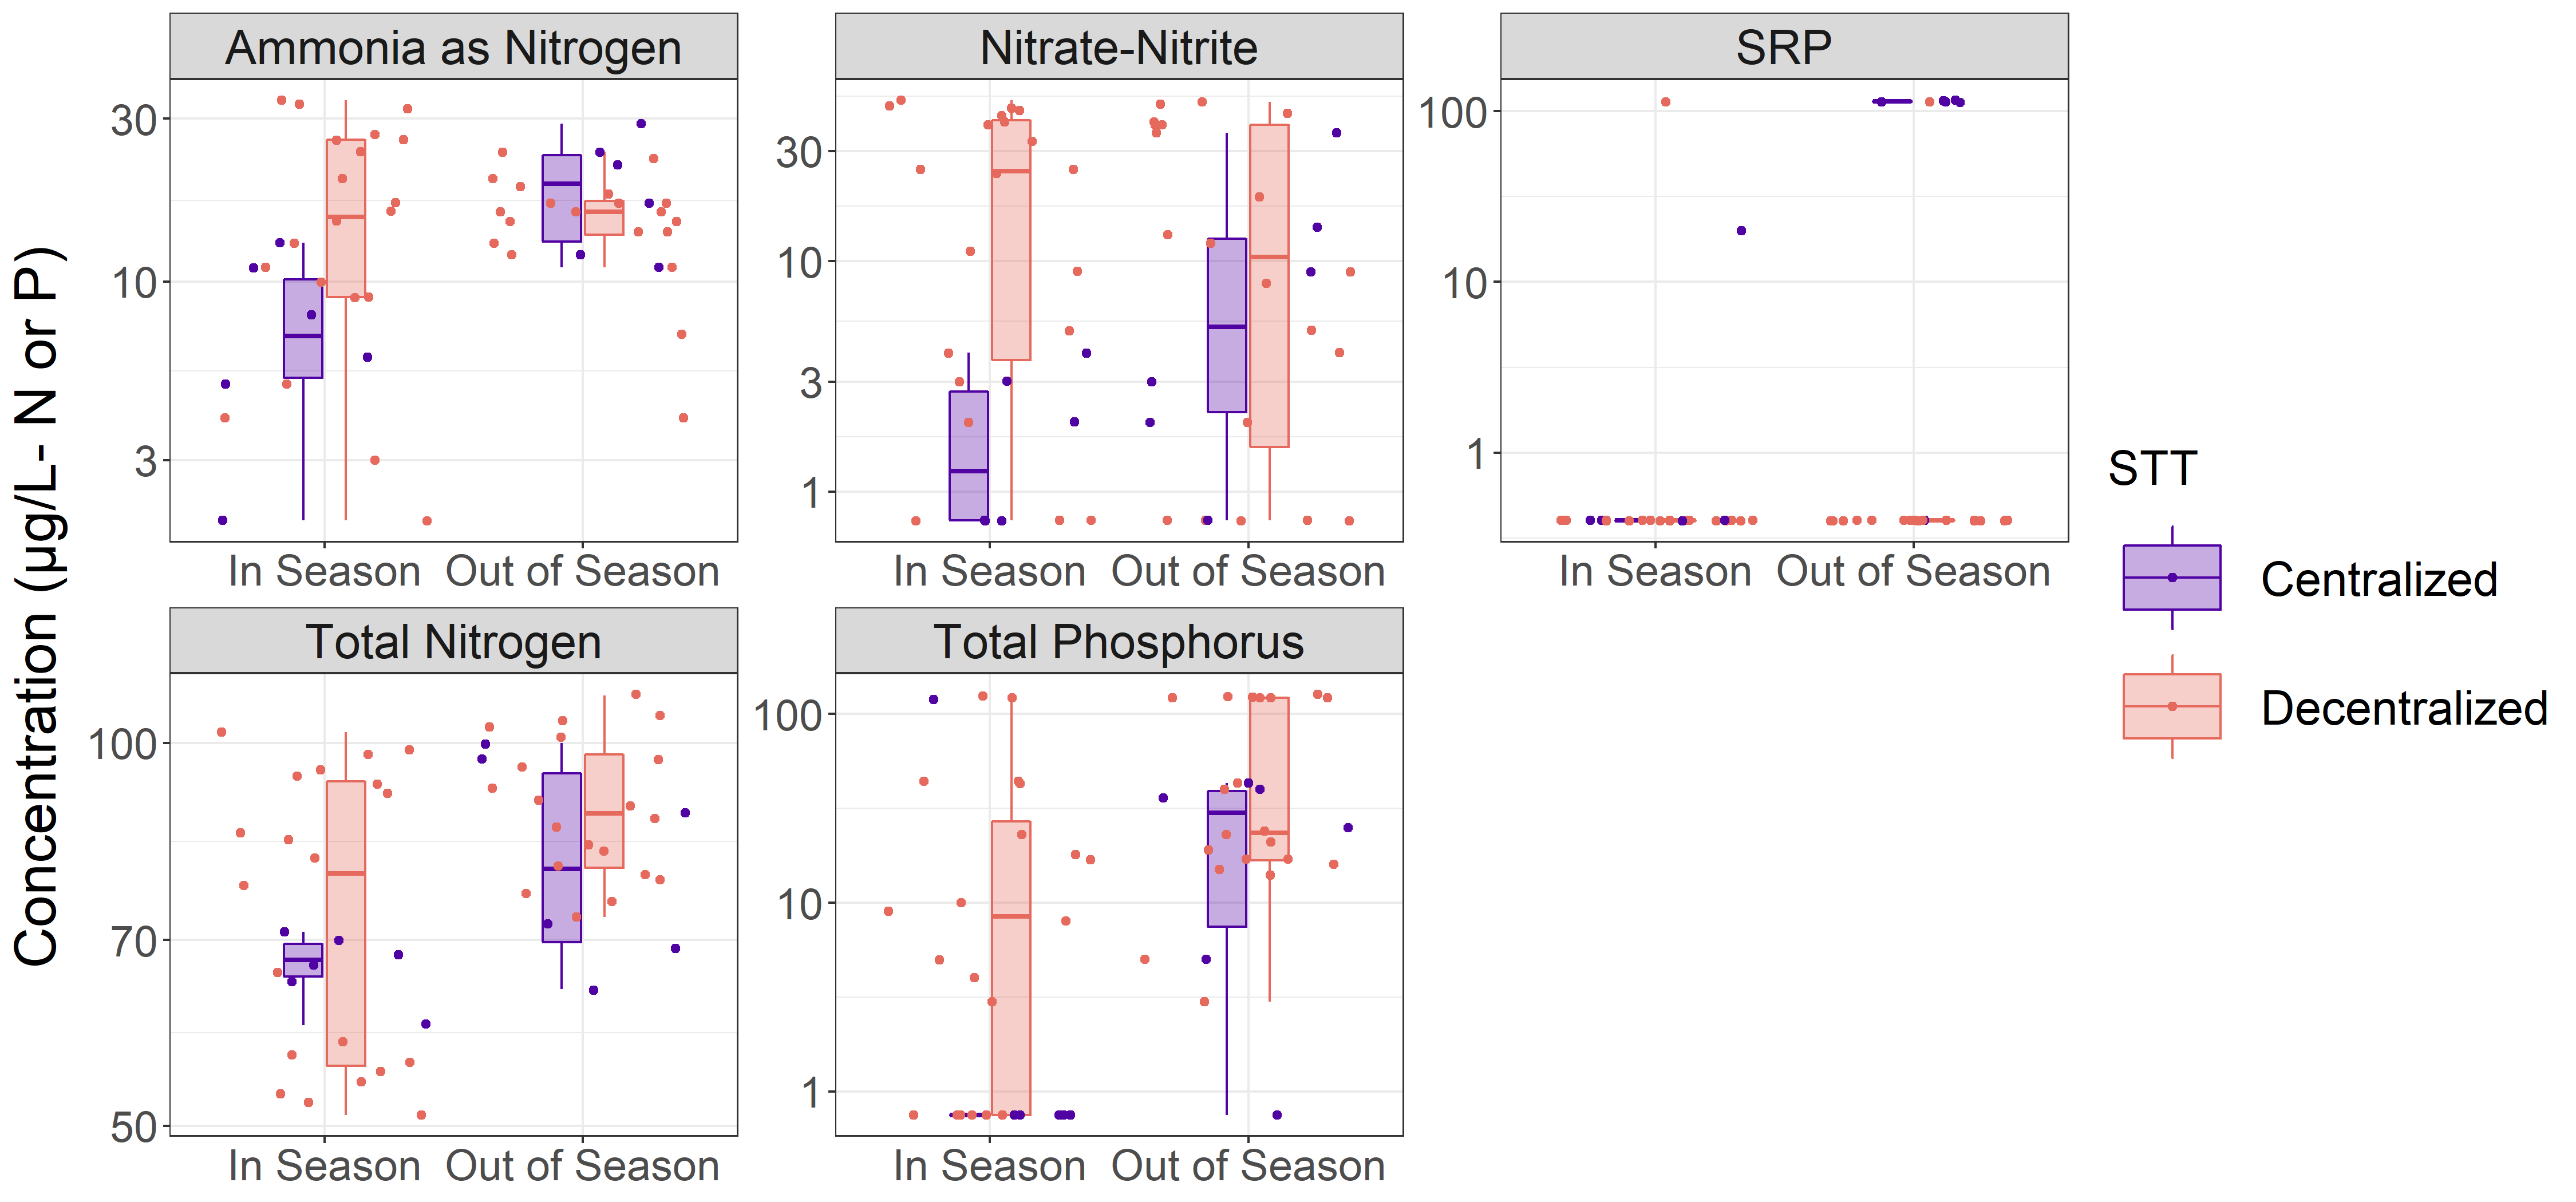 Concentration (µg/L- N or P)
Ammonia as Nitrogen
30
10
3
In Season Out of Season
Nitrate-Nitrite
30
10
3
1
In Season Out of Season
SRP
100
10
1
In Season Out of Season
Total Nitrogen
100
70
50
In Season Out of Season
Total Phosphorus
100
10
1
In Season Out of Season
STT
Centralized
Decentralized